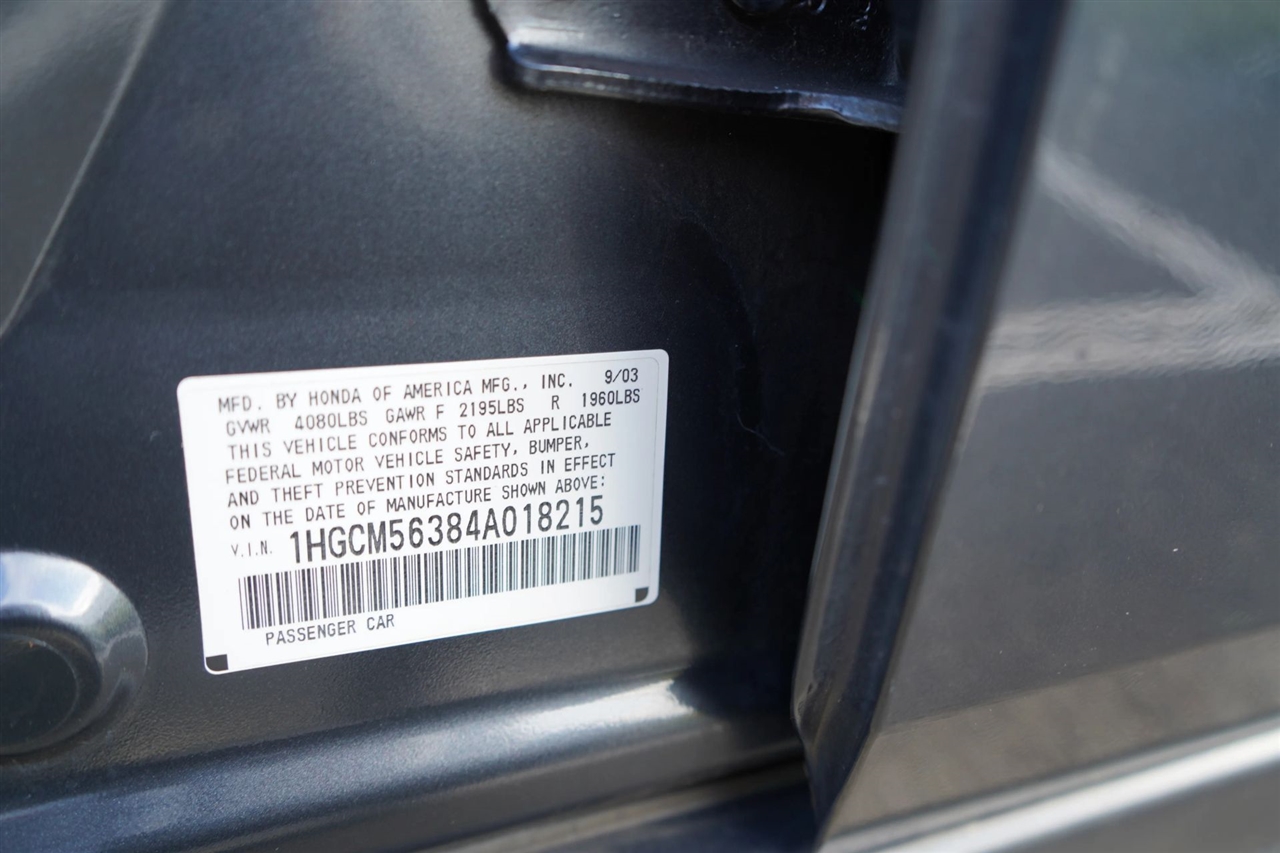 MFD. BY HONDA OF AMERICA MFG., INC. 9/03
GVWR 4080LBS GAWR F 2195LBS R 1960LBS
THIS VEHICLE CONFORMS TO ALL APPLICABLE
FEDERAL MOTOR VEHICLE SAFETY, BUMPER,
AND THEFT PREVENTION STANDARDS IN EFFECT
ON THE DATE OF MANUFACTURE SHOWN ABOVE:
V.I.N. 1HGCM56384A018215
PASSENGER CAR